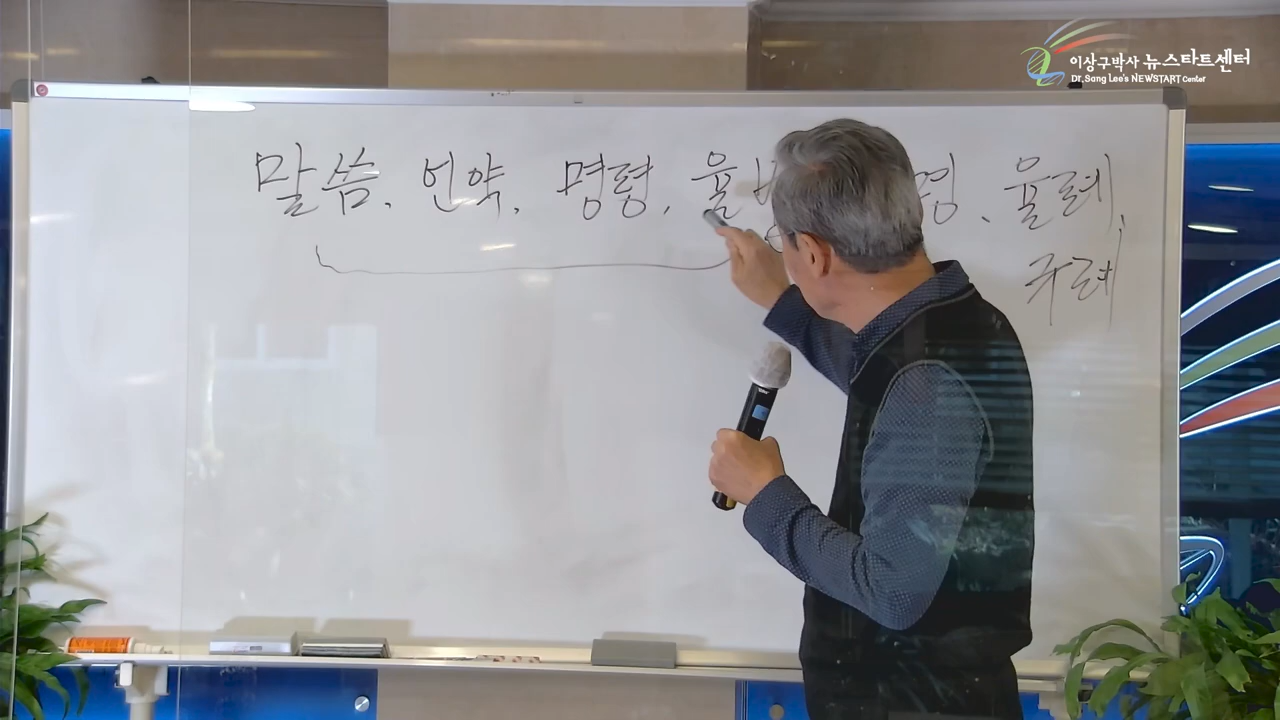 이상구박사 뉴스타트센터
Dr. Sang Lee's NEWSTART Center
말씀. 언약, 명령, 율 령、율례,
규례